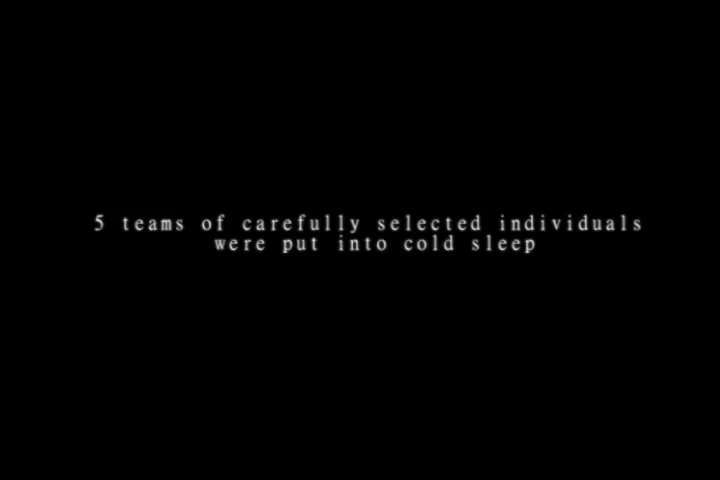 5 teams of carefully selected individuals
were put into cold sleep